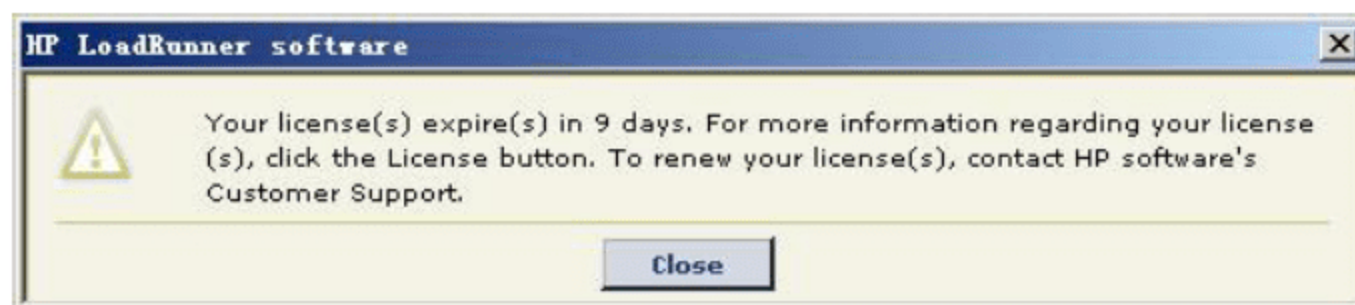 HP LoadRunner software
Your license(s) expire(s) in 9 days. For more information regarding your license
(s), click the License button. To renew your license(s), contact HP software's
Customer Support.
Close